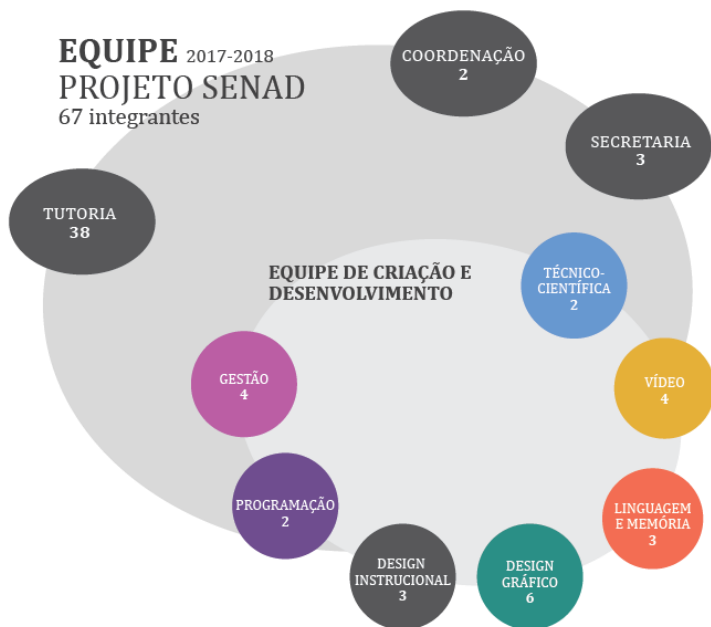 EQUIPE 2017-2018
PROJETO SENAD
67 integrantes
COORDENAÇÃO
2
SECRETARIA
3
TUTORIA
38
EQUIPE DE CRIAÇÃO E
DESENVOLVIMENTO
TÉCNICO-
CIENTÍFICA
2
GESTÃO
4
VÍDEO
4
PROGRAMAÇÃO
2
LINGUAGEM
E MEMÓRIA
3
DESIGN
INSTRUCIONAL
3
DESIGN
GRÁFICO
6